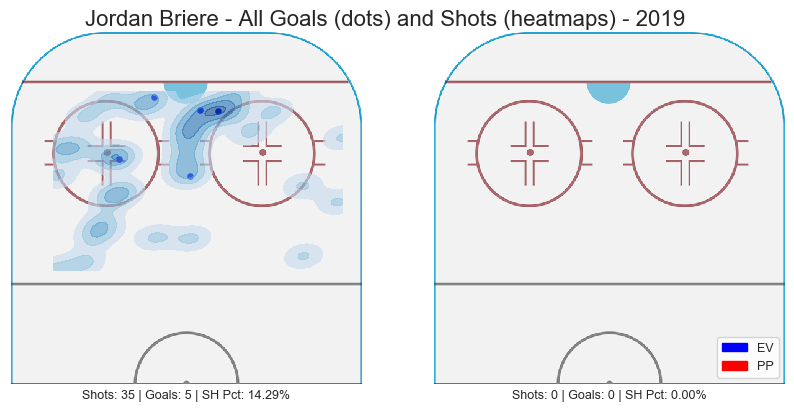 Jordan Briere - All Goals (dots) and Shots (heatmaps) - 2019
EV
PP
Shots: 35 | Goals: 5 | SH Pct: 14.29%
Shots: 0 | Goals: 0 | SH Pct: 0.00%